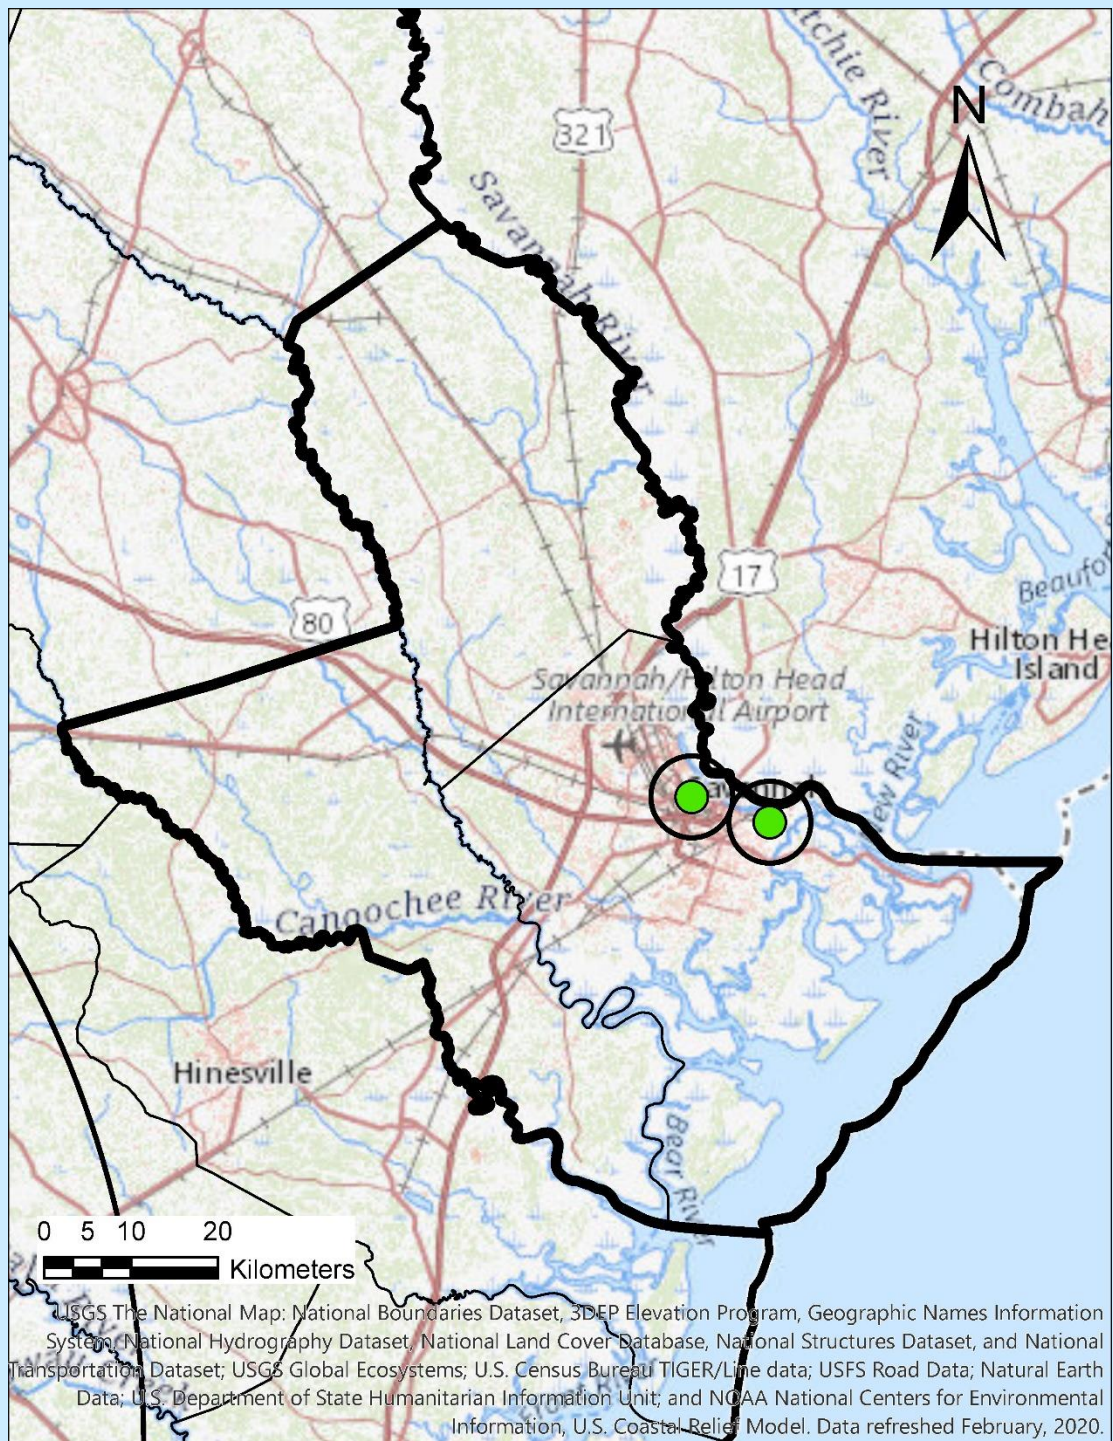 Combah
N
321
Savannah River
17
Beaufor
80
Hilton He
Island
Savannah/Hilton Head
International Airport
Savannah
New River
Canoochee River
Hinesville
Bear River
0 5 10 20
Kilometers
USGS The National Map: National Boundaries Dataset, 3DEP Elevation Program, Geographic Names Information
System, National Hydrography Dataset, National Land Cover Database, National Structures Dataset, and National
Transportation Dataset; USGS Global Ecosystems; U.S. Census Bureau TIGER/Line data; USFS Road Data; Natural Earth
Data; U.S. Department of State Humanitarian Information Unit; and NOAA National Centers for Environmental
Information, U.S. Coastal Relief Model. Data refreshed February, 2020.